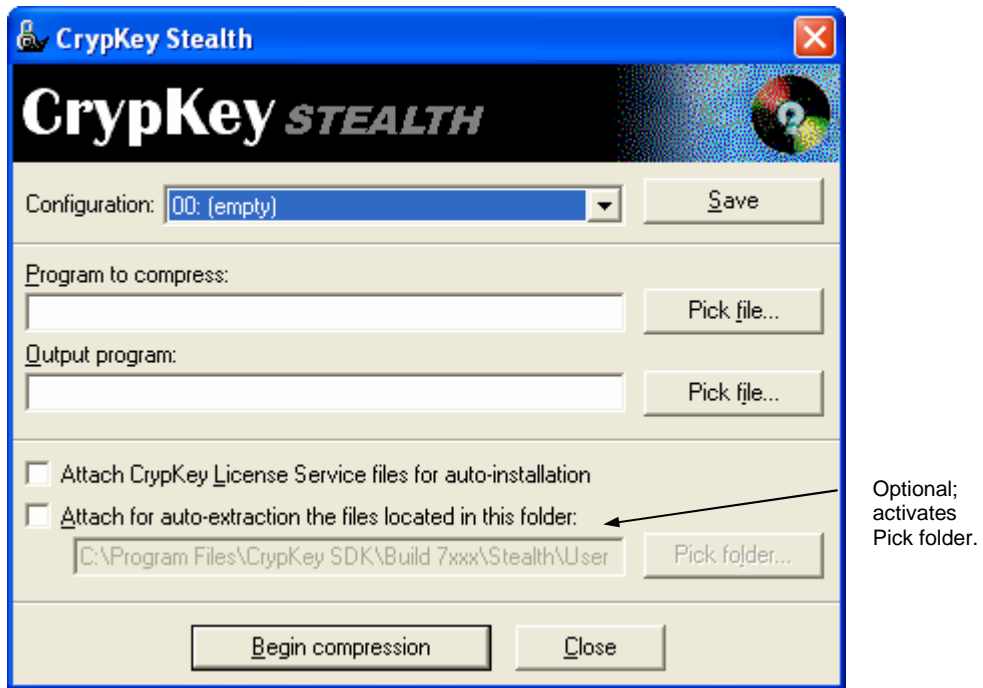 CrypKey Stealth
CrypKey STEALTH
Configuration: 00: (empty) Save
Program to compress:
Pick file...
Output program:
Pick file...
Attach CrypKey License Service files for auto-installation
Attach for auto-extraction the files located in this folder:
C:\Program Files\CrypKey SDK\Build 7xxx\Stealth\User Pick folder...
Begin compression Close
Optional;
activates
Pick folder.